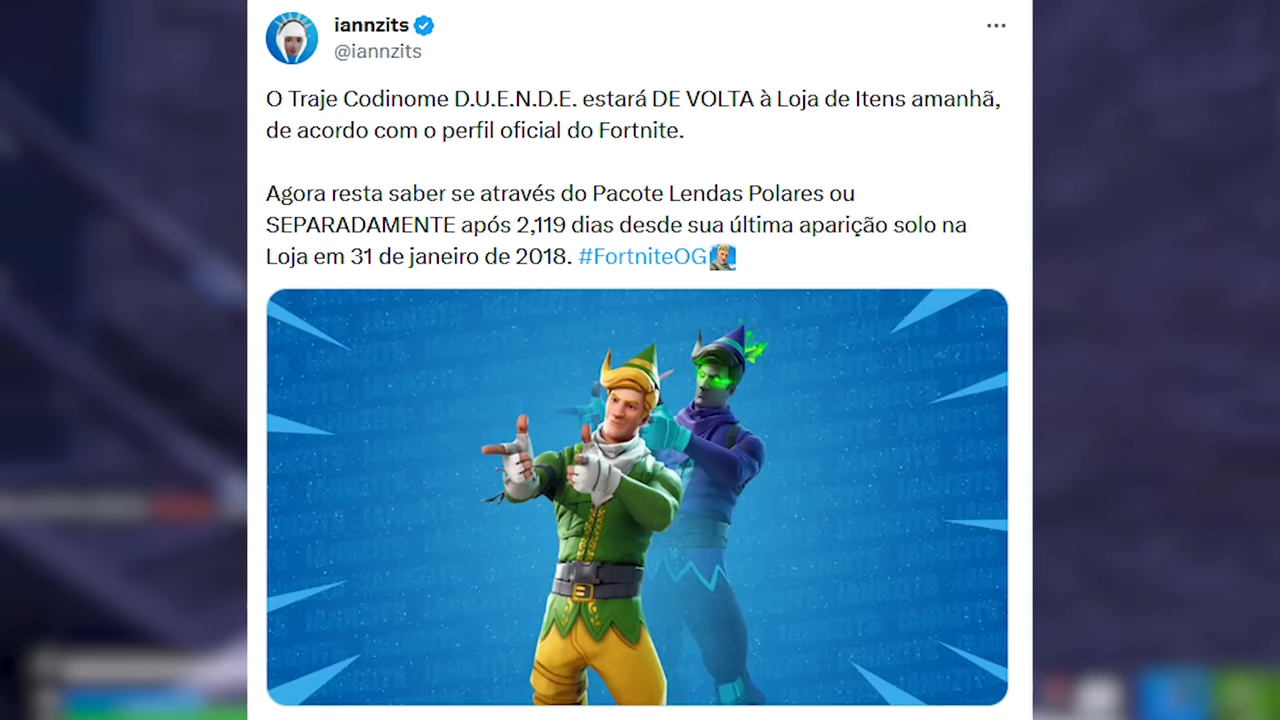 iannzits
@iannzits
O Traje Codinome D.U.E.N.D.E. estará DE VOLTA à Loja de Itens amanhã,
de acordo com o perfil oficial do Fortnite.
Agora resta saber se através do Pacote Lendas Polares ou
SEPARADAMENTE após 2,119 dias desde sua última aparição solo na
Loja em 31 de janeiro de 2018. #FortniteOG